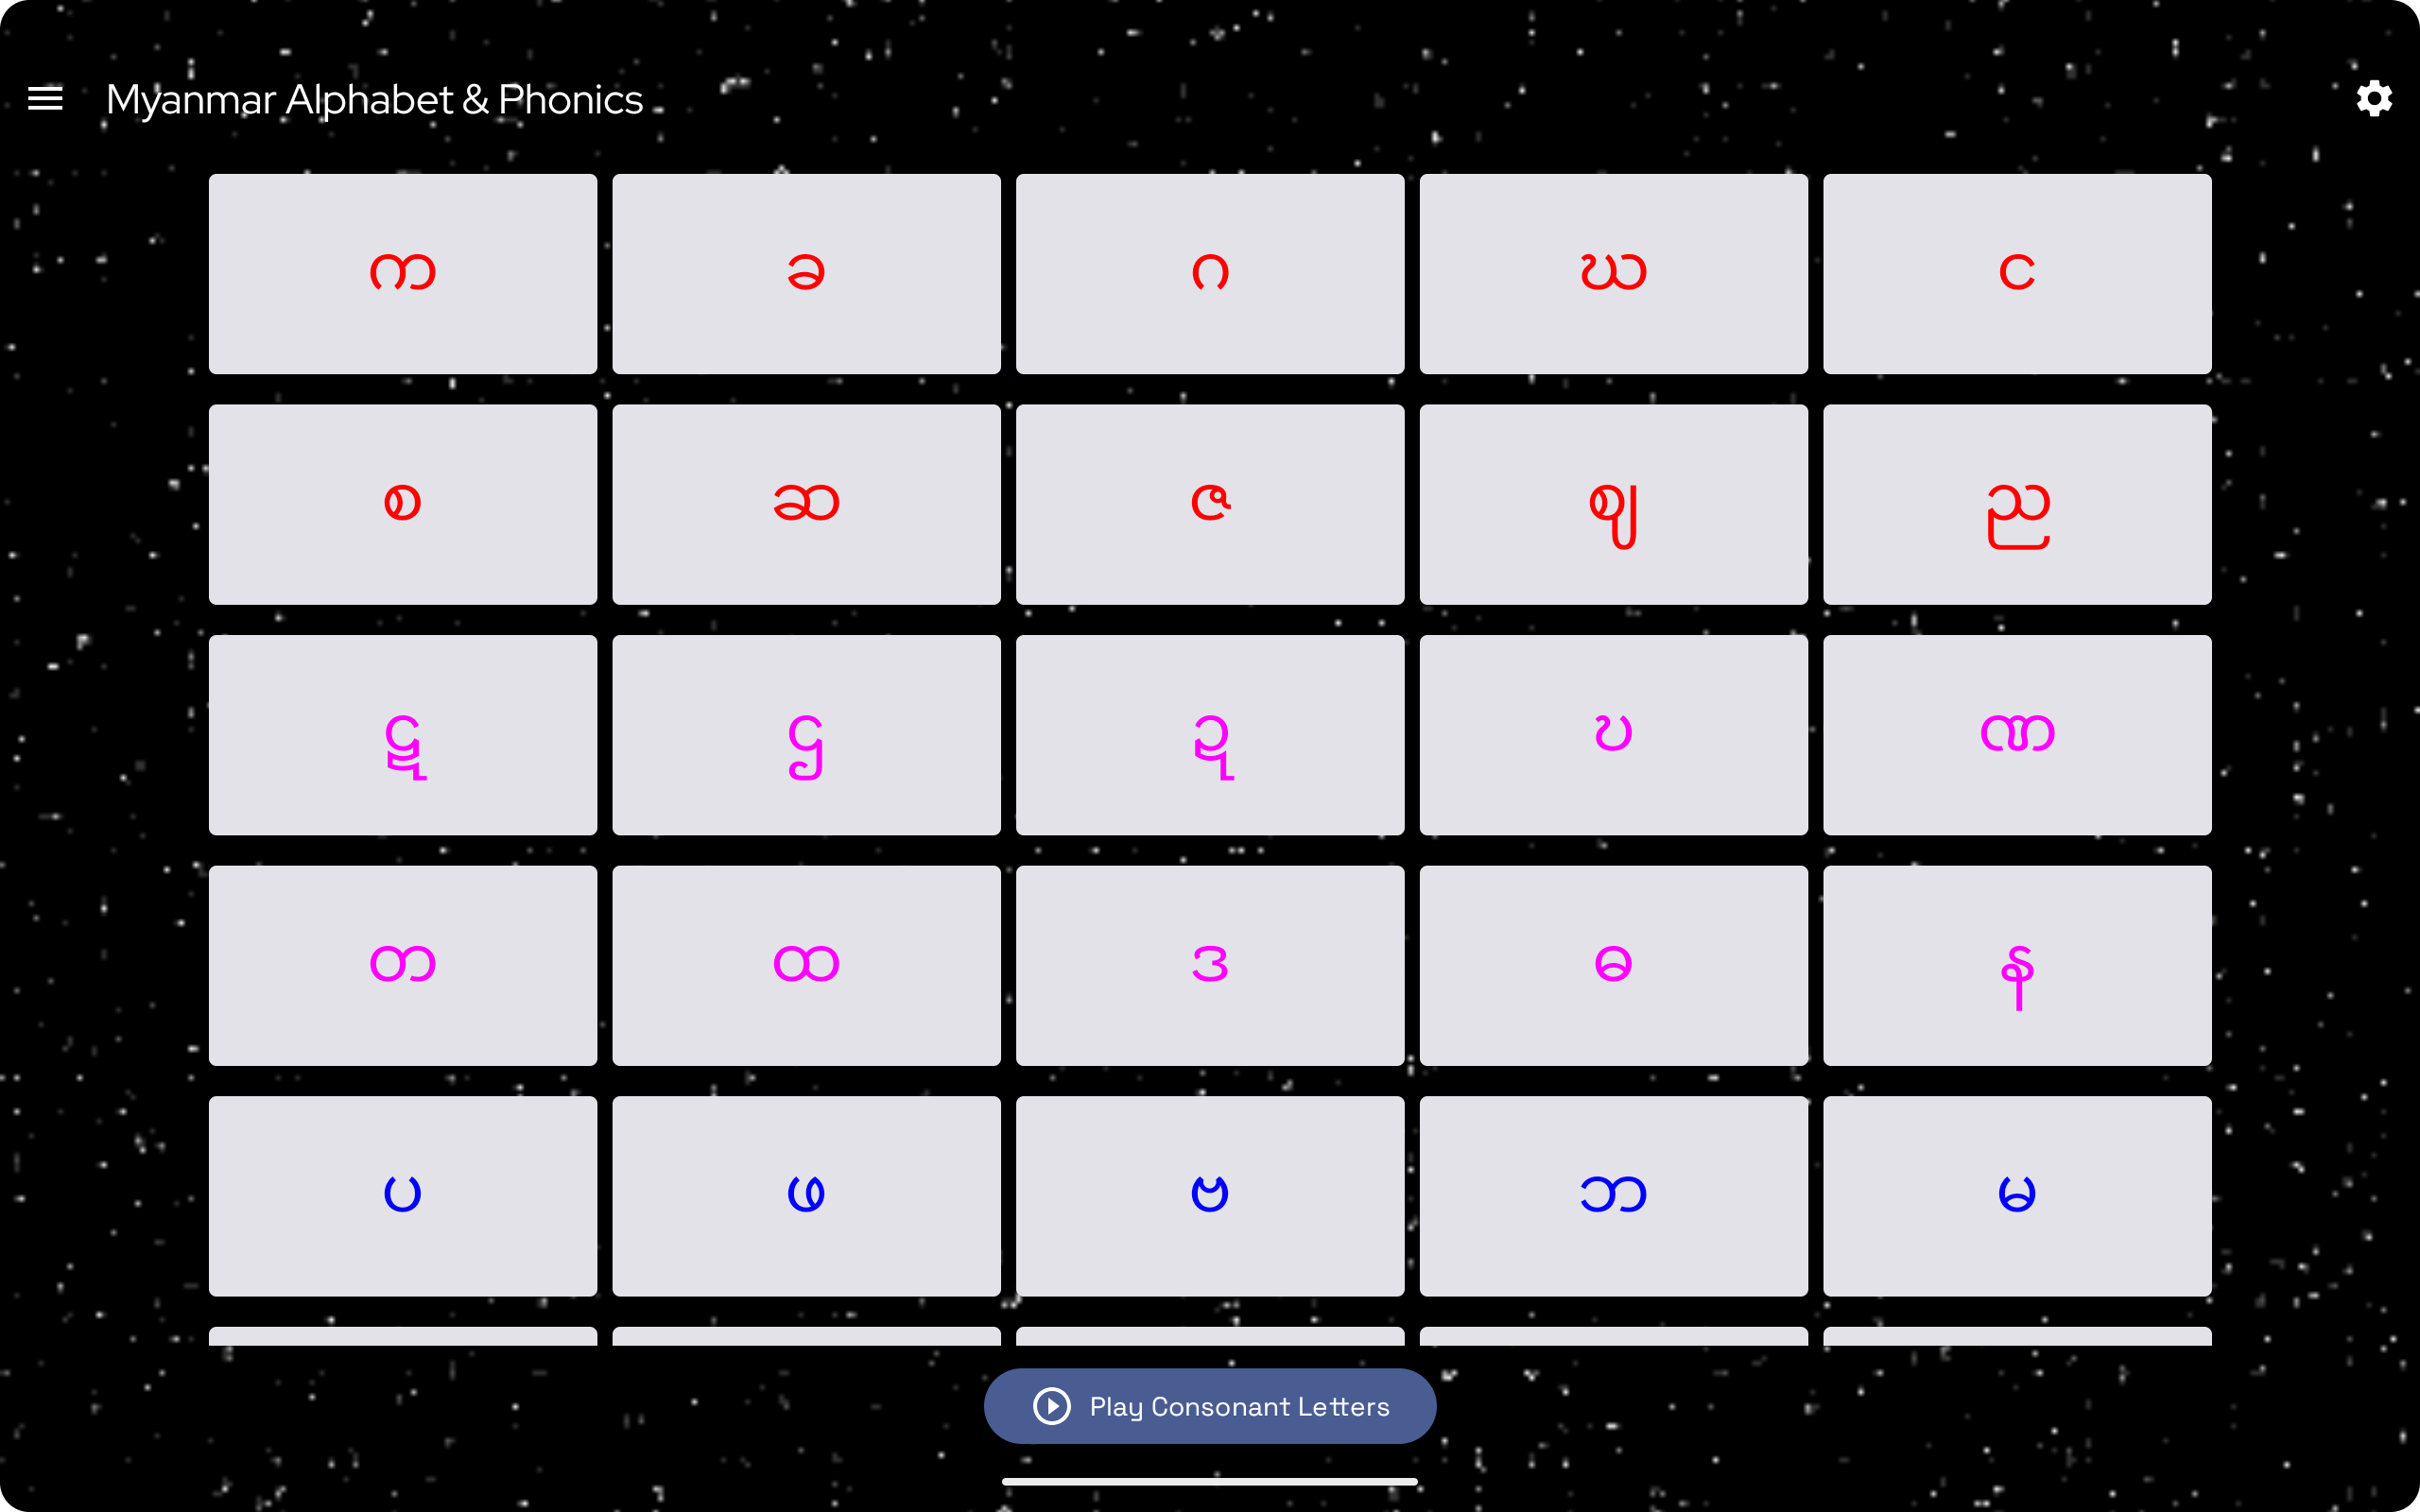 Myanmar Alphabet & Phonics
က ခ ဂ ဃ င
စ ဆ ဇ ဈ ည
ဋ ဌ ဍ ဎ ဏ
တ ထ ဒ ဓ န
ပ ဖ ဗ ဘ မ
Play Consonant Letters